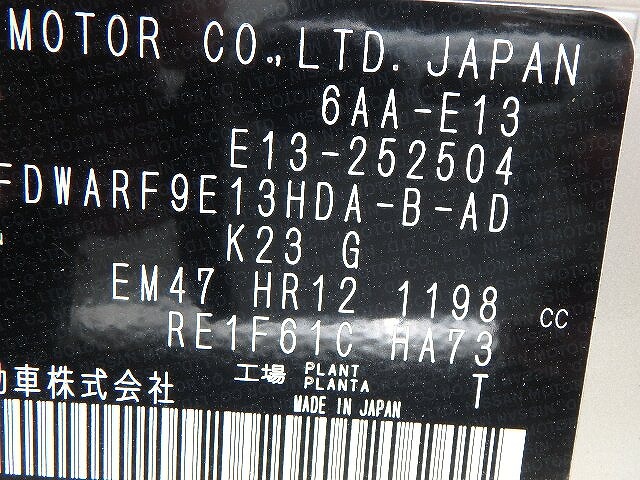 MOTOR CO.,LTD. JAPAN
6AA-E13
E13-252504
FDWARF9E13HDA-B-AD
K23 G
EM47 HR12 1198 cc
RE1F61C HA73
動車株式会社 工場 PLANT
PLANTA T
MADE IN JAPAN